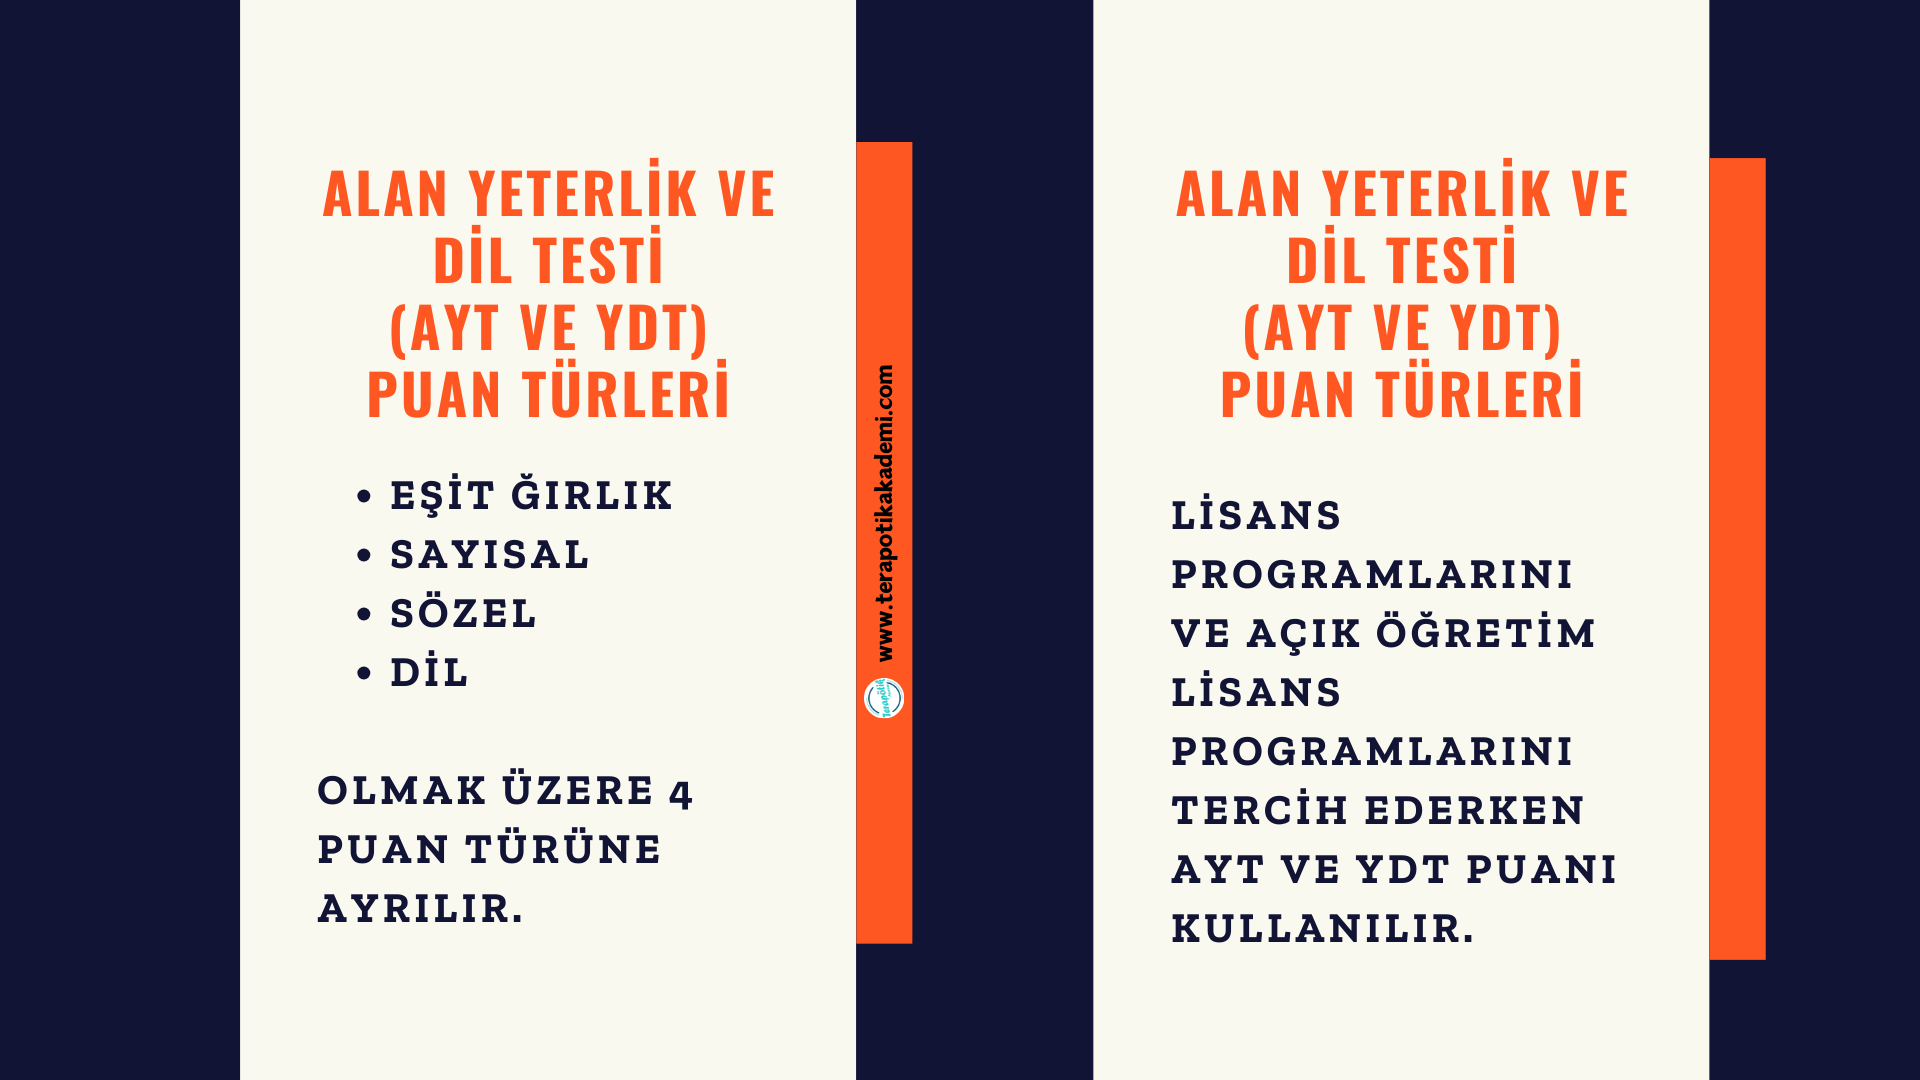 ALAN YETERLİK VE
DİL TESTİ
(AYT VE YDT)
PUAN TÜRLERİ
• EŞİT ĞIRLIK
• SAYISAL
• SÖZEL
• DİL
OLMAK ÜZERE 4
PUAN TÜRÜNE
AYRILIR.
www.terapotikakademi.com
ALAN YETERLİK VE
DİL TESTİ
(AYT VE YDT)
PUAN TÜRLERİ
LİSANS
PROGRAMLARINI
VE AÇIK ÖĞRETİM
LİSANS
PROGRAMLARINI
TERCİH EDERKEN
AYT VE YDT PUANI
KULLANILIR.